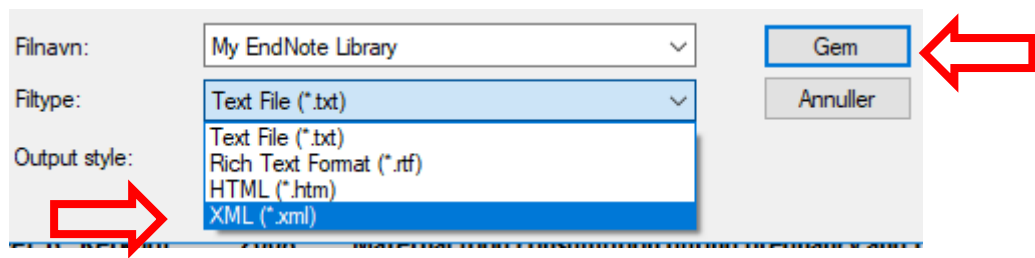 Filnavn: My EndNote Library Gem
Filtype: Text File (*.txt) Annuller
Text File (*.txt)
Output style: Rich Text Format (*.rtf)
HTML (*.htm)
XML (*.xml)